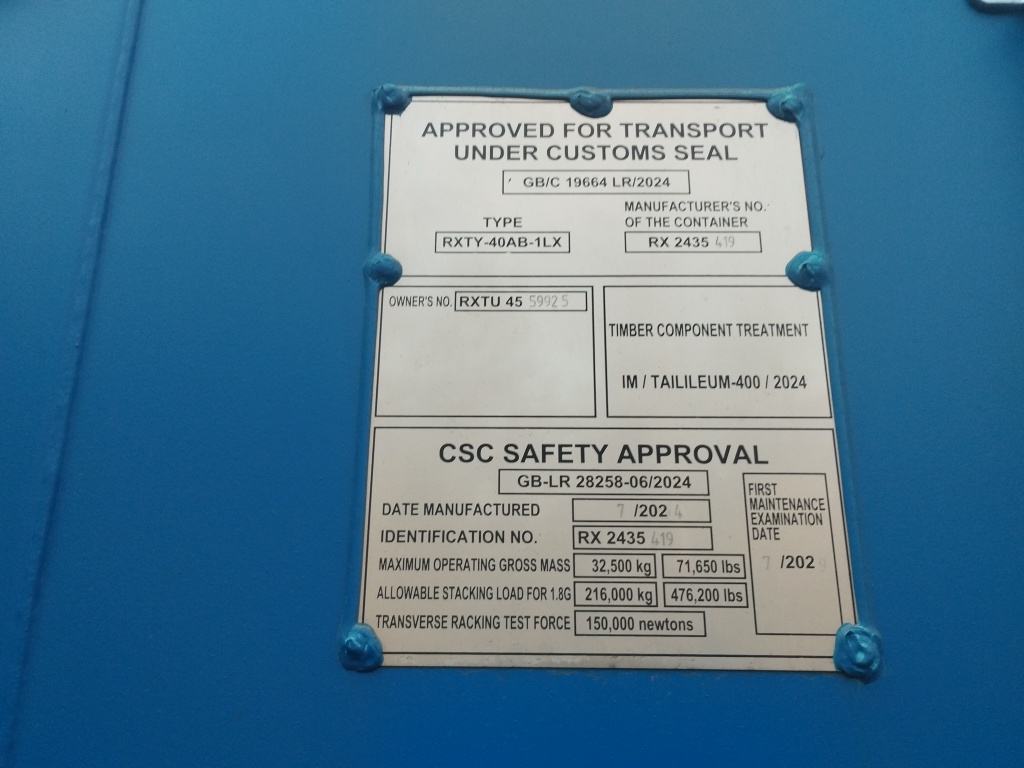 APPROVED FOR TRANSPORT
UNDER CUSTOMS SEAL
GB/C 19664 LR/2024
TYPE
RXTY-40AB-1LX
MANUFACTURER'S NO.
OF THE CONTAINER
RX 2435 419
OWNER'S NO. RXTU 45 5992 5
TIMBER COMPONENT TREATMENT
IM / TAILILEUM-400 / 2024
CSC SAFETY APPROVAL
GB-LR 28258-06/2024
DATE MANUFACTURED 7 /202 4
IDENTIFICATION NO. RX 2435 419
MAXIMUM OPERATING GROSS MASS 32,500 kg 71,650 lbs
ALLOWABLE STACKING LOAD FOR 1.8G 216,000 kg 476,200 lbs
TRANSVERSE RACKING TEST FORCE 150,000 newtons
FIRST
MAINTENANCE
EXAMINATION
DATE
7 /202